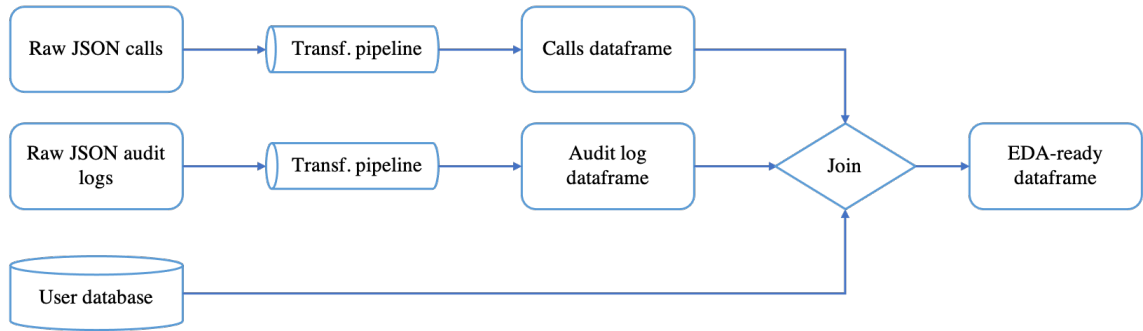 Raw JSON calls
Transf. pipeline
Calls dataframe
Raw JSON audit
logs
Transf. pipeline
Audit log
dataframe
Join
EDA-ready
dataframe
User database